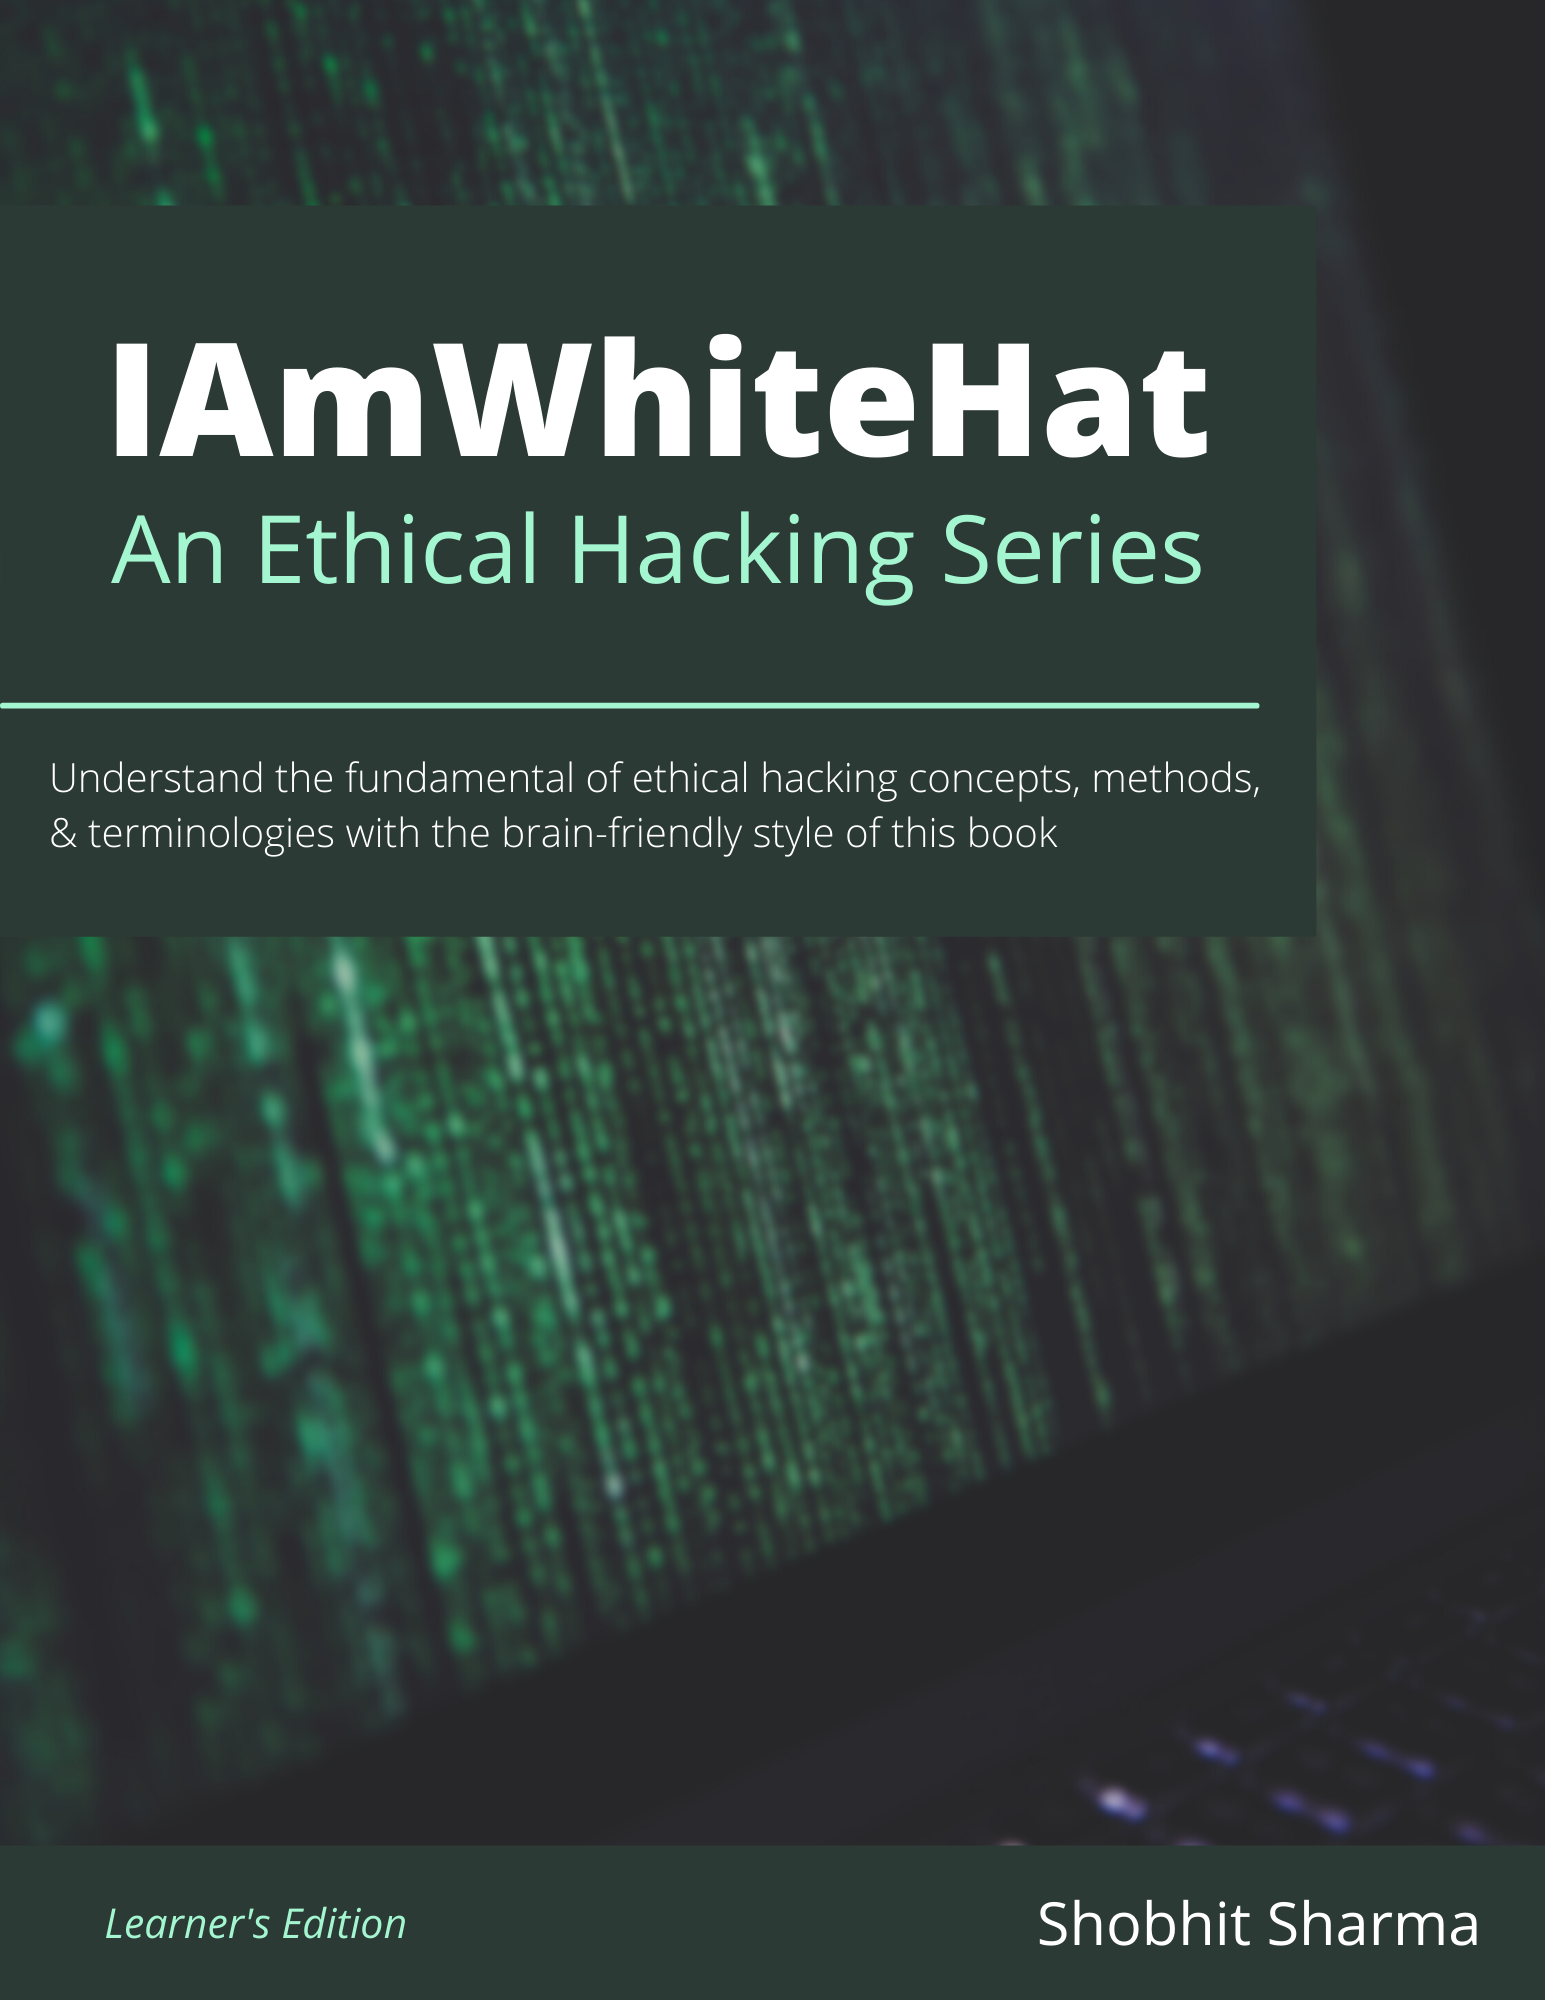 IAmWhiteHat
An Ethical Hacking Series
Understand the fundamental of ethical hacking concepts, methods,
& terminologies with the brain-friendly style of this book
Learner's Edition
Shobhit Sharma